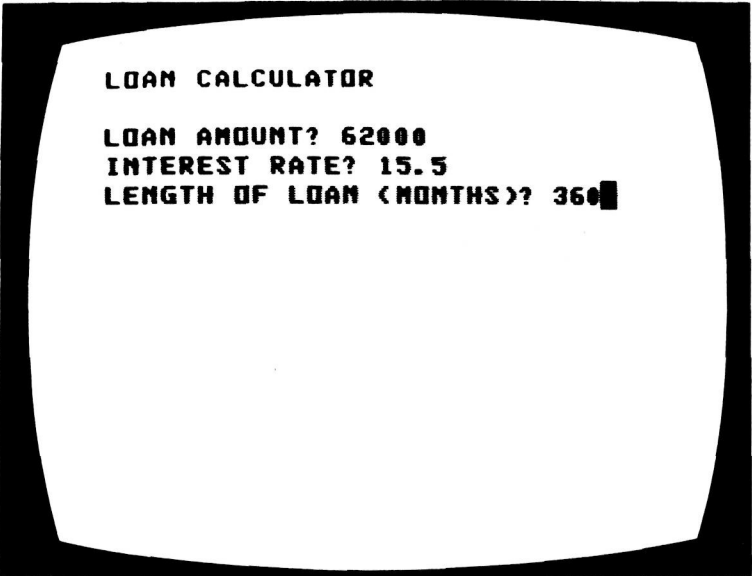 LOAN CALCULATOR
LOAN AMOUNT? 62000
INTEREST RATE? 15.5
LENGTH OF LOAN (MONTHS)? 360